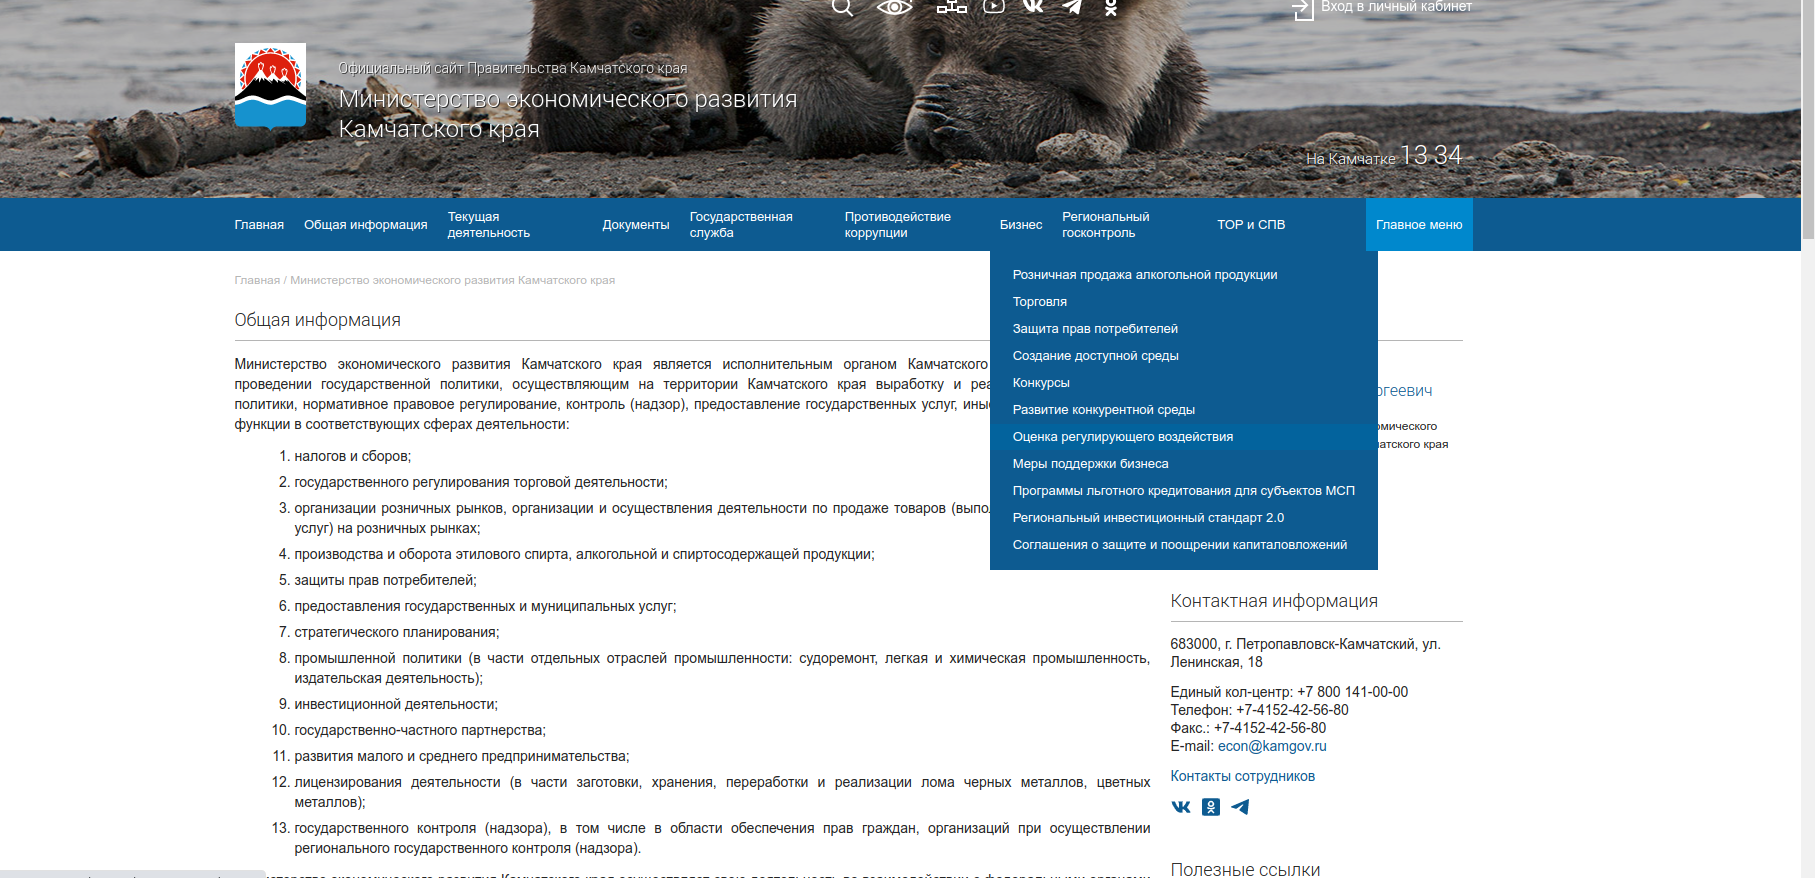 Вход в личный кабинет
Официальный сайт Правительства Камчатского края
Министерство экономического развития
Камчатского края
На Камчатке 13 34
Главная
Общая информация
Текущая
деятельность
Документы
Государственная
служба
Противодействие
коррупции
Бизнес
Региональный
госконтроль
ТОР и СПВ
Главное меню
Розничная продажа алкогольной продукции
Торговля
Защита прав потребителей
Создание доступной среды
Конкурсы
Развитие конкурентной среды
Оценка регулирующего воздействия
Меры поддержки бизнеса
Программы льготного кредитования для субъектов МСП
Региональный инвестиционный стандарт 2.0
Соглашения о защите и поощрении капиталовложений
Главная / Министерство экономического развития Камчатского края
Общая информация
Министерство экономического развития Камчатского края является исполнительным органом Камчатского
проведении государственной политики, осуществляющим на территории Камчатского края выработку и реа
политики, нормативное правовое регулирование, контроль (надзор), предоставление государственных услуг, ины
функции в соответствующих сферах деятельности:
1. налогов и сборов;
2. государственного регулирования торговой деятельности;
3. организации розничных рынков, организации и осуществления деятельности по продаже товаров (выпол
услуг) на розничных рынках;
4. производства и оборота этилового спирта, алкогольной и спиртосодержащей продукции;
5. защиты прав потребителей;
6. предоставления государственных и муниципальных услуг;
7. стратегического планирования;
8. промышленной политики (в части отдельных отраслей промышленности: судоремонт, легкая и химическая промышленность,
издательская деятельность);
9. инвестиционной деятельности;
10. государственно-частного партнерства;
11. развития малого и среднего предпринимательства;
12. лицензирования деятельности (в части заготовки, хранения, переработки и реализации лома черных металлов, цветных
металлов);
13. государственного контроля (надзора), в том числе в области обеспечения прав граждан, организаций при осуществлении
регионального государственного контроля (надзора).
ргеевич
омического
чатского края
Контактная информация
683000, г. Петропавловск-Камчатский, ул.
Ленинская, 18
Единый кол-центр: +7 800 141-00-00
Телефон: +7-4152-42-56-80
Факс.: +7-4152-42-56-80
E-mail: econ@kamgov.ru
Контакты сотрудников
Полезные ссылки